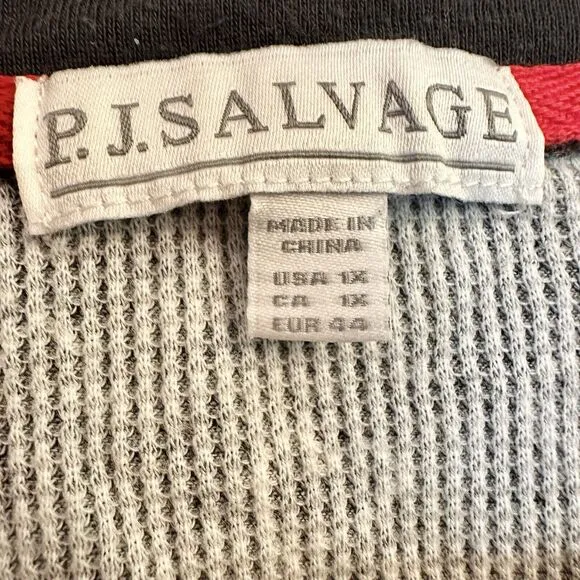 P.J.SALVAGE
MADE IN
CHINA
USA 1X
CA 1X
EUR 44